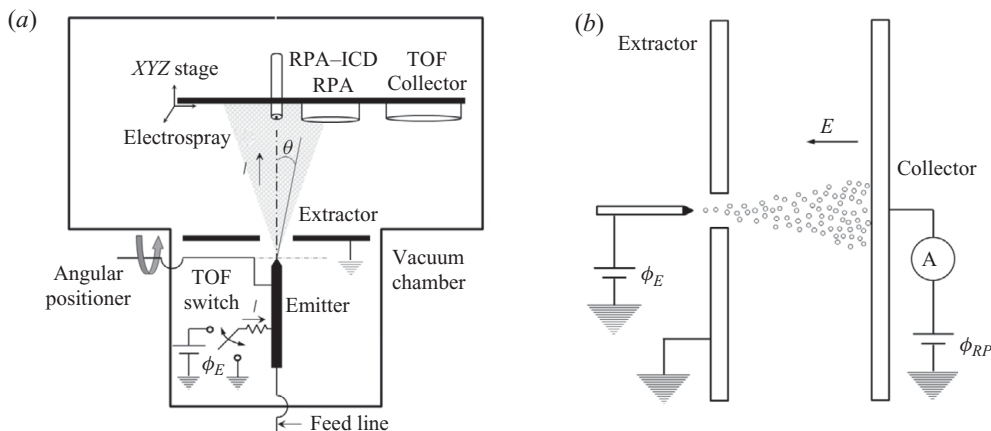 (a)
XYZ stage
Electrospray
RPA–ICD
RPA
TOF
Collector
θ
I
Extractor
Angular
positioner
TOF
switch
I
Emitter
Vacuum
chamber
ϕE
Feed line
(b)
Extractor
E
Collector
A
ϕE
ϕRP